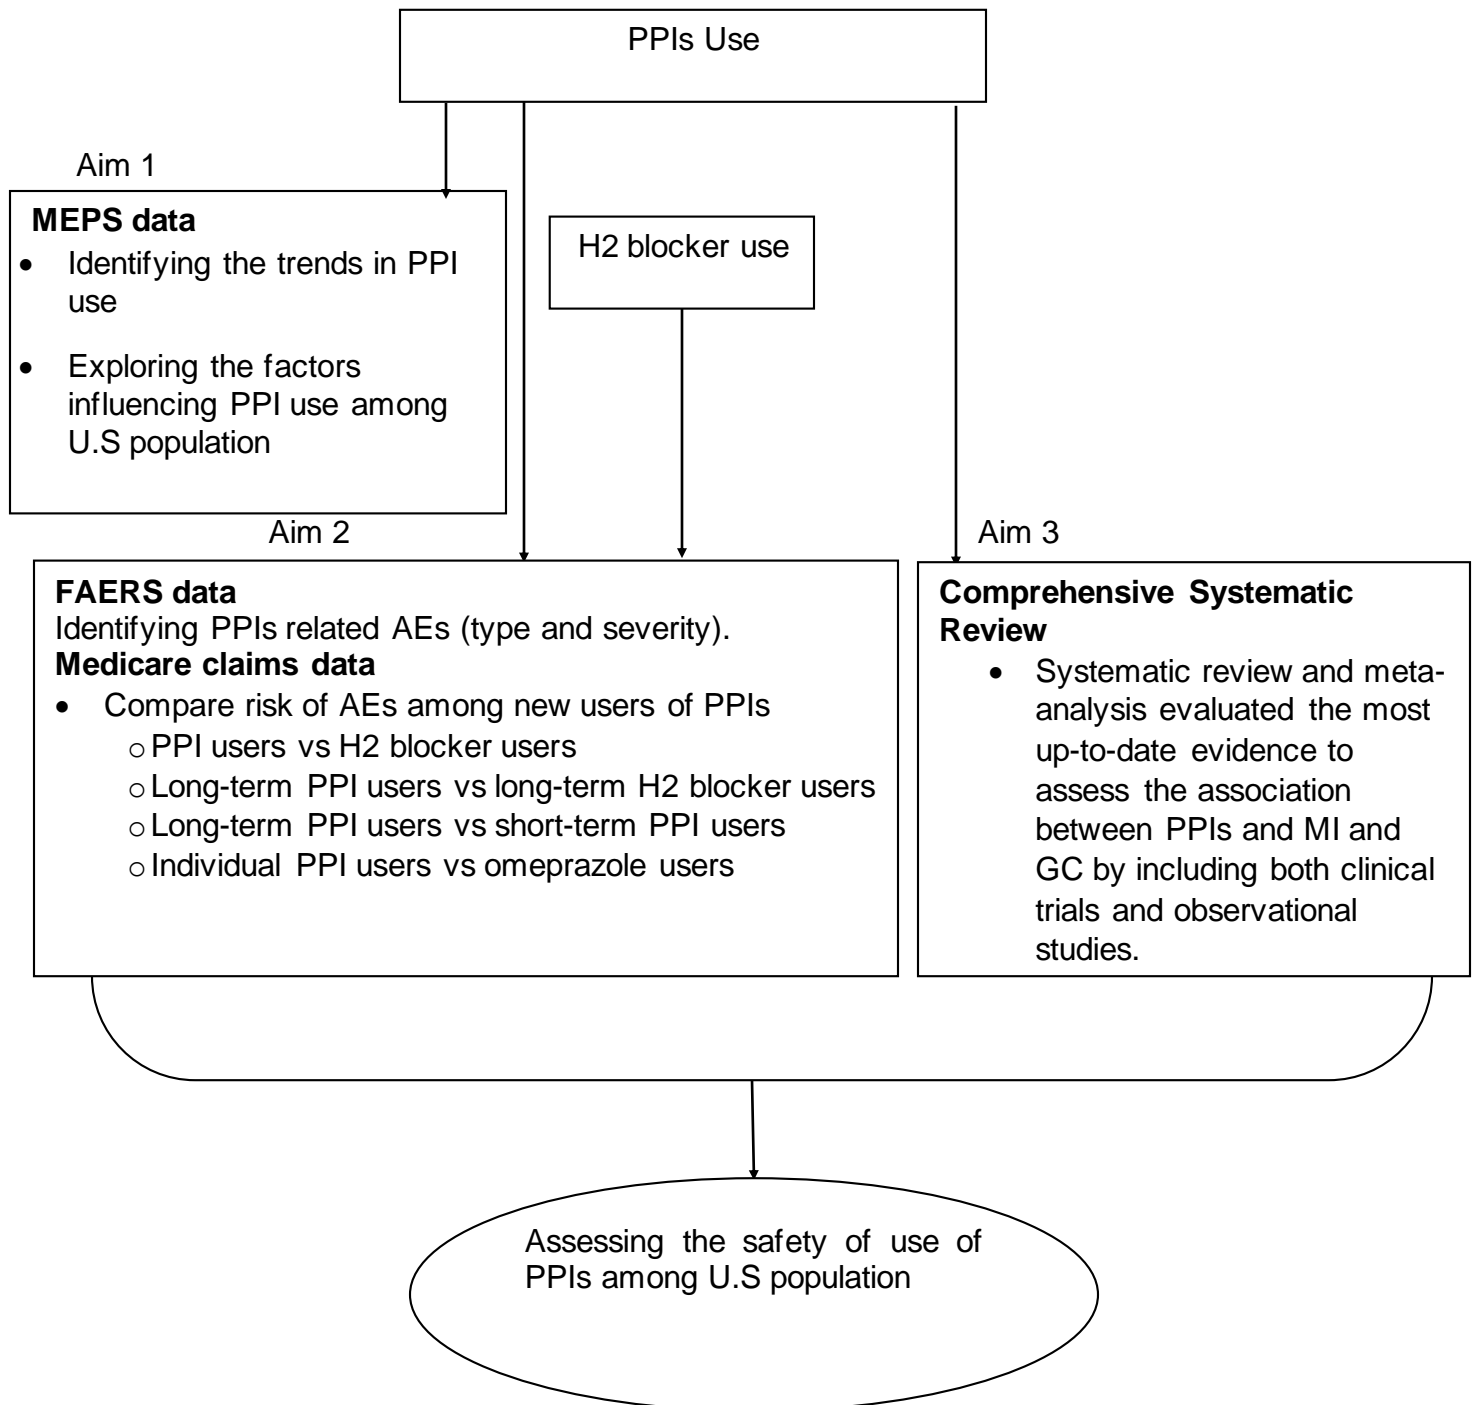 PPIs Use
Aim 1
MEPS data
• Identifying the trends in PPI
use
• Exploring the factors
influencing PPI use among
U.S population
H2 blocker use
Aim 2
FAERS data
Identifying PPIs related AEs (type and severity).
Medicare claims data
• Compare risk of AEs among new users of PPIs
o PPI users vs H2 blocker users
o Long-term PPI users vs long-term H2 blocker users
o Long-term PPI users vs short-term PPI users
o Individual PPI users vs omeprazole users
Aim 3
Comprehensive Systematic
Review
• Systematic review and meta-
analysis evaluated the most
up-to-date evidence to
assess the association
between PPIs and MI and
GC by including both clinical
trials and observational
studies.
Assessing the safety of use of
PPIs among U.S population